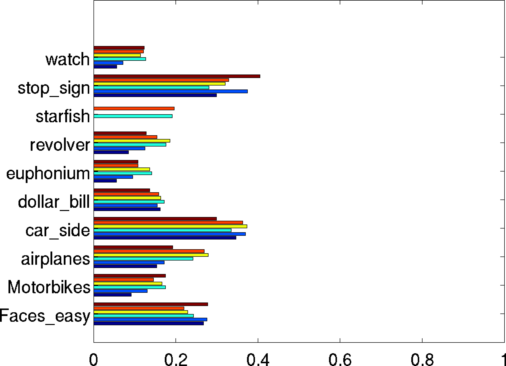 watch
stop_sign
starfish
revolver
euphonium
dollar_bill
car_side
airplanes
Motorbikes
Faces_easy
0 0.2 0.4 0.6 0.8 1